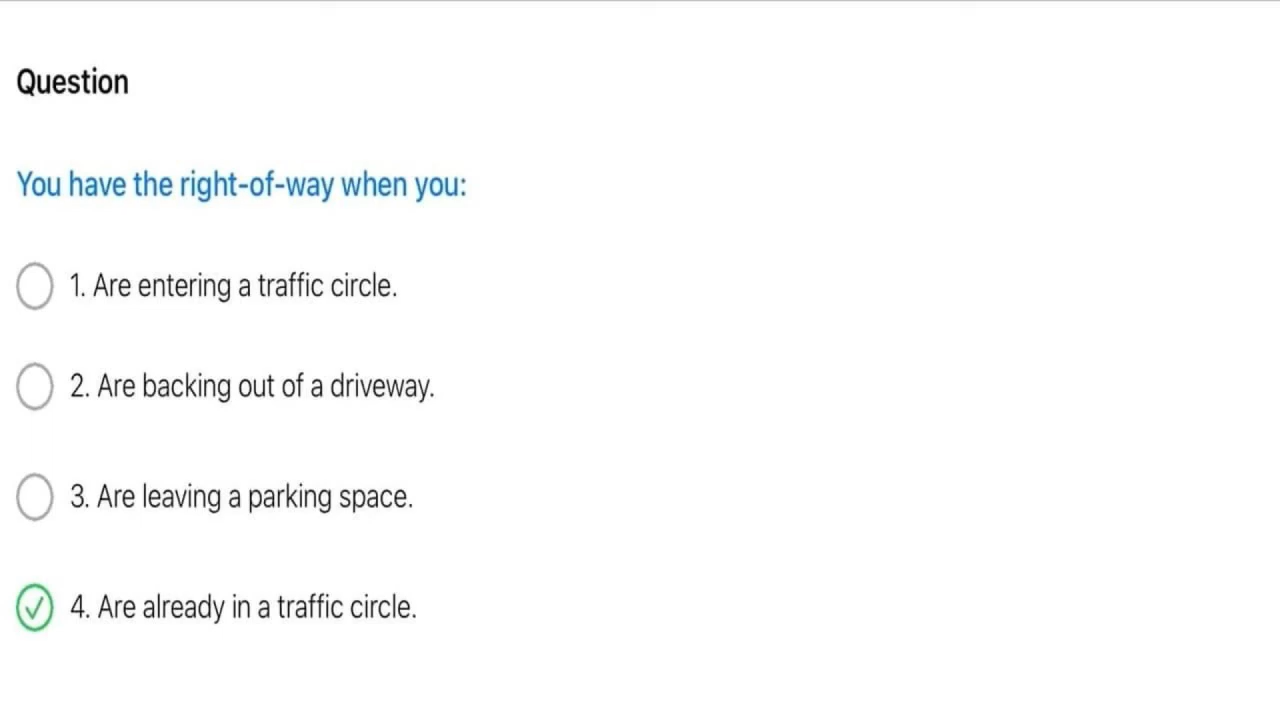 Question
You have the right-of-way when you:
1. Are entering a traffic circle.
2. Are backing out of a driveway.
3. Are leaving a parking space.
4. Are already in a traffic circle.